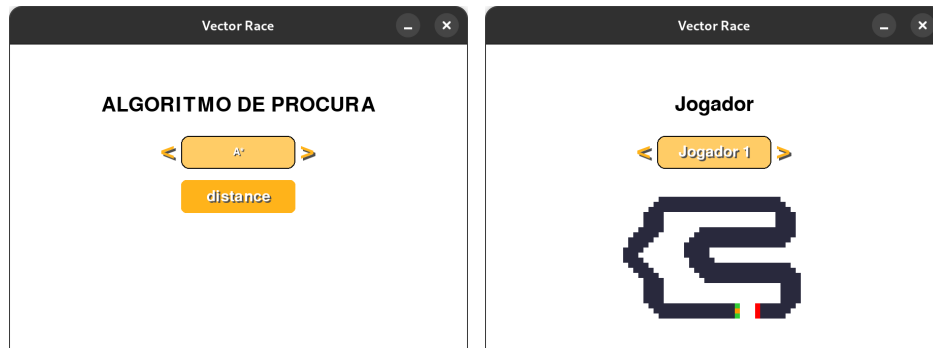 Vector Race
ALGORITMO DE PROCURA
< A* >
distance
Vector Race
Jogador
< Jogador 1 >